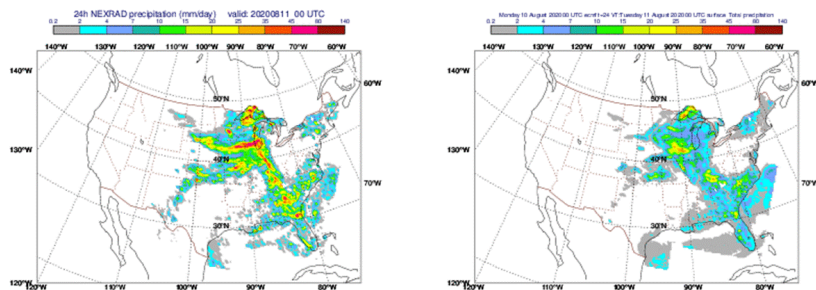 24h NEXRAD precipitation (mm/day) valid: 20200811 00 UTC
0.2 2 4 7 10 15 20 25 35 45 60 140
140°W 130°W 120°W 110°W 100°W 90°W 80°W 70°W 60°W
140°W
60°W
50°N
130°W
40°N
70°W
30°N
120°W 110°W 100°W 90°W 80°W
Monday 10 August 2020 00 UTC ecmf t+24 VT:Tuesday 11 August 2020 00 UTC surface Total precipitation
0.2 2 4 7 10 15 20 25 35 45 60 140
140°W 130°W 120°W 110°W 100°W 90°W 80°W 70°W 60°W
140°W
60°W
50°N
130°W
40°N
70°W
30°N
120°W 110°W 100°W 90°W 80°W